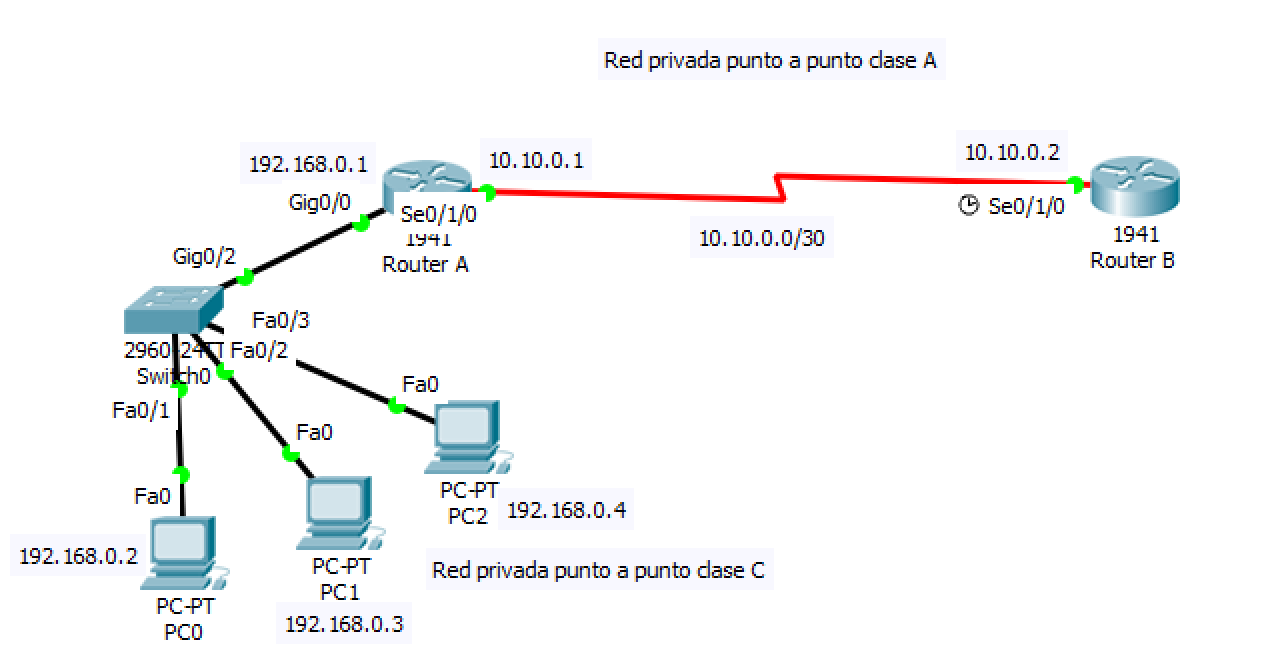 Red privada punto a punto clase A
192.168.0.1
10.10.0.1
10.10.0.2
Gig0/0
Se0/1/0
Se0/1/0
1941
Router A
10.10.0.0/30
1941
Router B
Gig0/2
Fa0/3
2960-24TT
Fa0/2
Switch0
Fa0/1
Fa0
Fa0
Fa0
PC-PT
PC2
192.168.0.4
192.168.0.2
PC-PT
PC1
Red privada punto a punto clase C
PC-PT
PC0
192.168.0.3